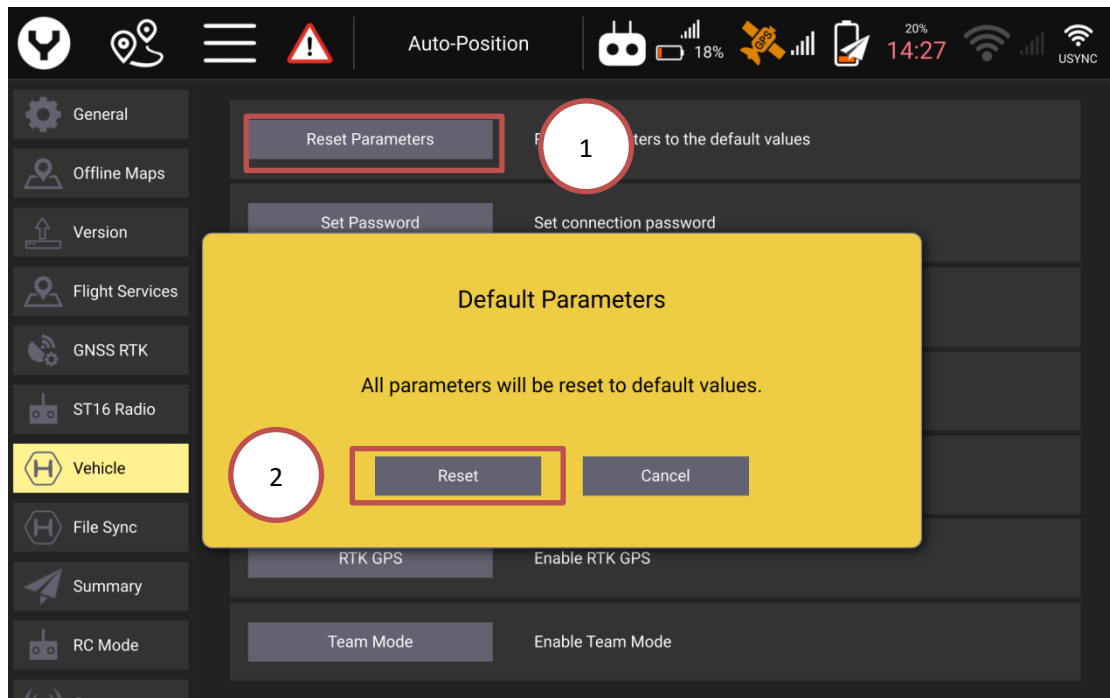 Auto-Position
18%
GPS
20%
14:27
USYNC
General
Offline Maps
Version
Flight Services
GNSS RTK
ST16 Radio
Vehicle
File Sync
Summary
RC Mode
Reset Parameters
1
to the default values
Set Password
Set connection password
Default Parameters
All parameters will be reset to default values.
2
Reset
Cancel
RTK GPS
Enable RTK GPS
Team Mode
Enable Team Mode